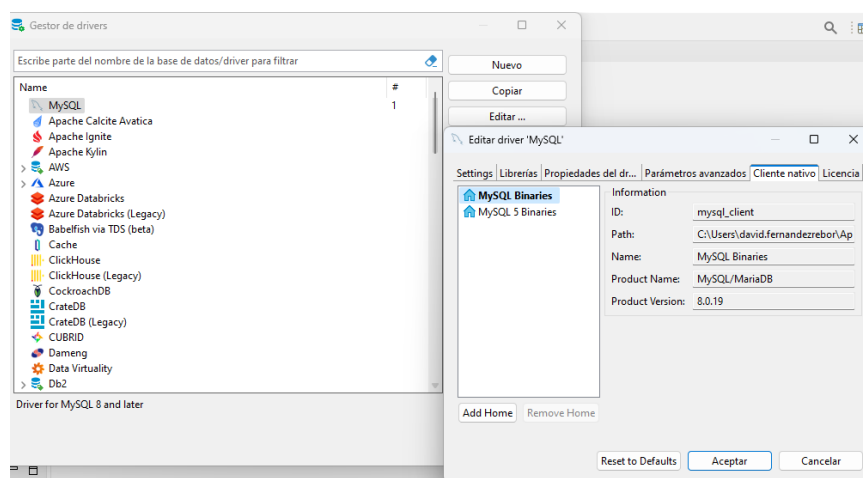 Gestor de drivers
Escribe parte del nombre de la base de datos/driver para filtrar
Name #
MySQL 1
Apache Calcite Avatica
Apache Ignite
Apache Kylin
AWS
Azure
Azure Databricks
Azure Databricks (Legacy)
Babelfish via TDS (beta)
Cache
ClickHouse
ClickHouse (Legacy)
CockroachDB
CrateDB
CrateDB (Legacy)
CUBRID
Dameng
Data Virtuality
Db2
Driver for MySQL 8 and later
Nuevo
Copiar
Editar ...
Editar driver 'MySQL'
Settings Librerías Propiedades del dr... Parámetros avanzados Cliente nativo Licencia
MySQL Binaries
MySQL 5 Binaries
Add Home Remove Home
Information
ID: mysql_client
Path: C:\Users\david.fernandezrebor\Ap
Name: MySQL Binaries
Product Name: MySQL/MariaDB
Product Version: 8.0.19
Reset to Defaults Aceptar Cancelar